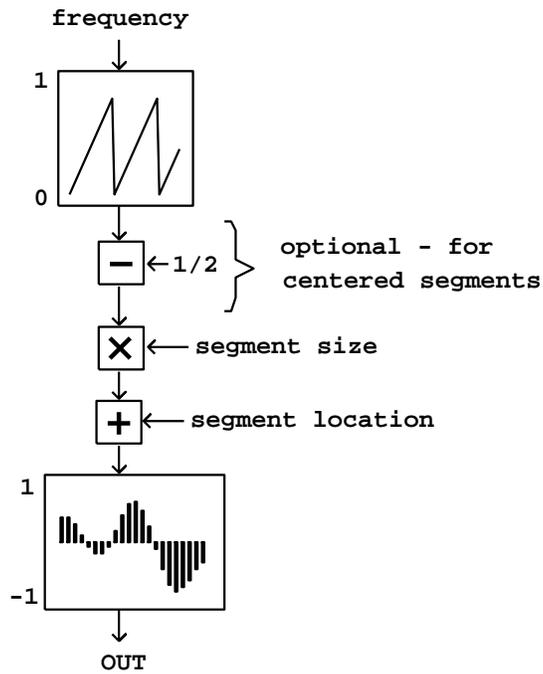 frequency
1
0
− 1/2
optional - for
centered segments
× segment size
+ segment location
1
-1
OUT